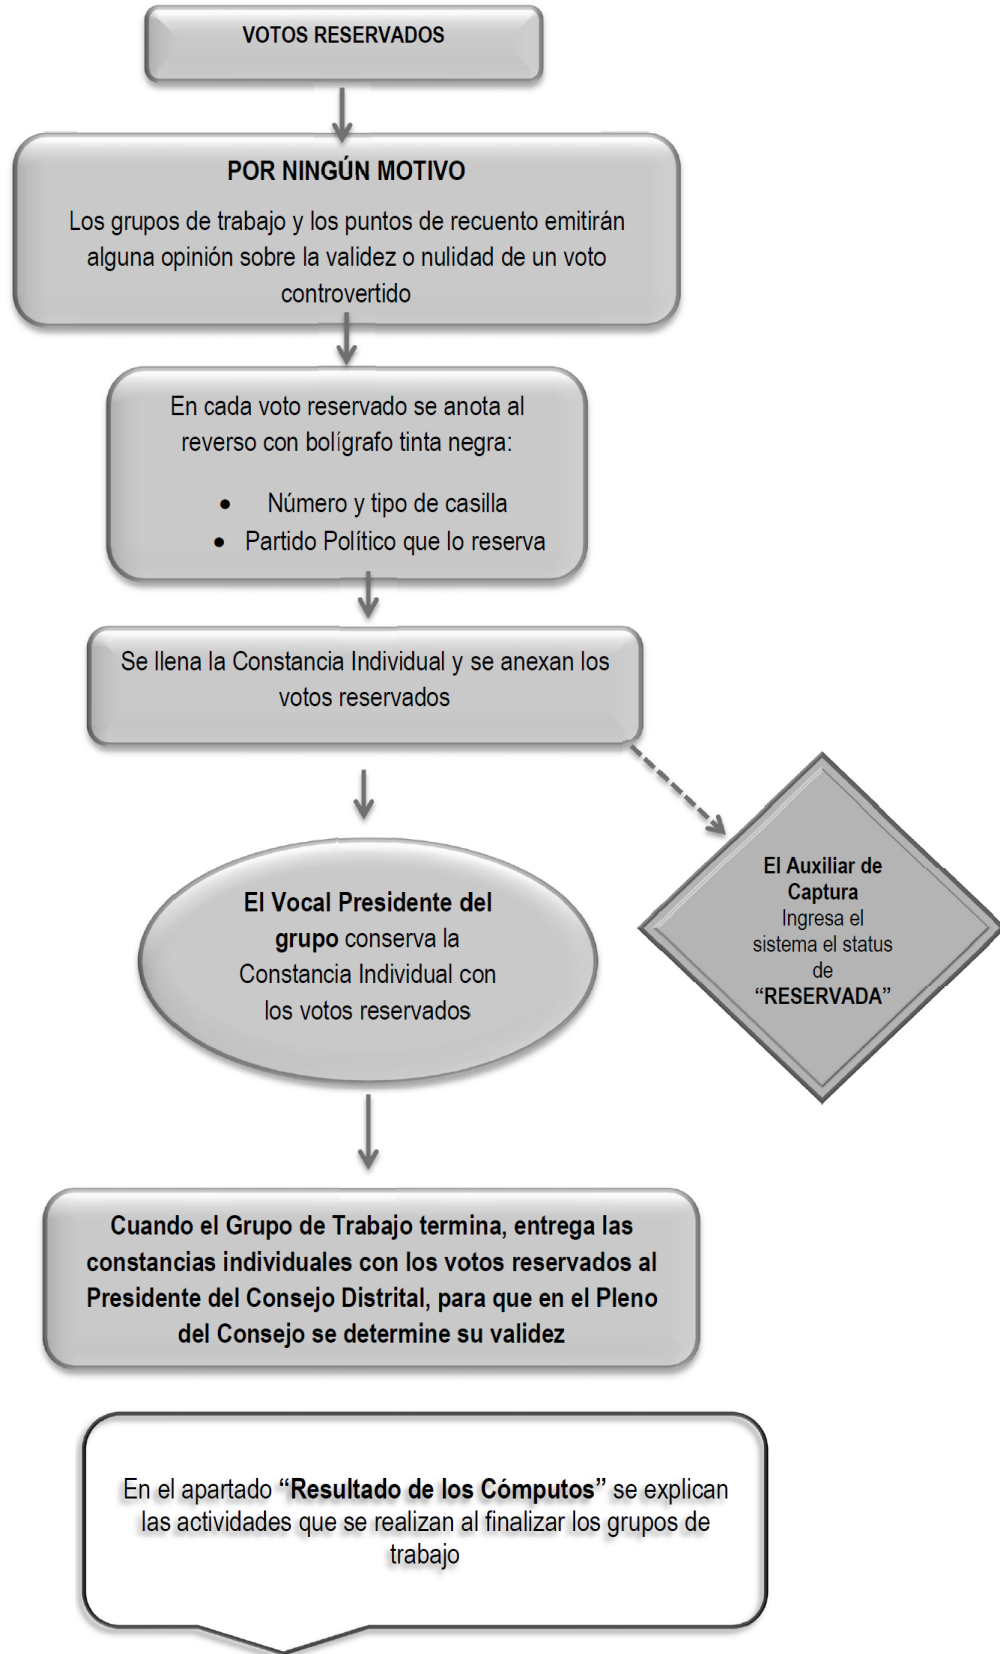 VOTOS RESERVADOS
POR NINGÚN MOTIVO
Los grupos de trabajo y los puntos de recuento emitirán
alguna opinión sobre la validez o nulidad de un voto
controvertido
En cada voto reservado se anota al
reverso con bolígrafo tinta negra:
• Número y tipo de casilla
• Partido Político que lo reserva
Se llena la Constancia Individual y se anexan los
votos reservados
El Auxiliar de
Captura
Ingresa el
sistema el status
de
“RESERVADA”
El Vocal Presidente del
grupo conserva la
Constancia Individual con
los votos reservados
Cuando el Grupo de Trabajo termina, entrega las
constancias individuales con los votos reservados al
Presidente del Consejo Distrital, para que en el Pleno
del Consejo se determine su validez
En el apartado “Resultado de los Cómputos” se explican
las actividades que se realizan al finalizar los grupos de
trabajo